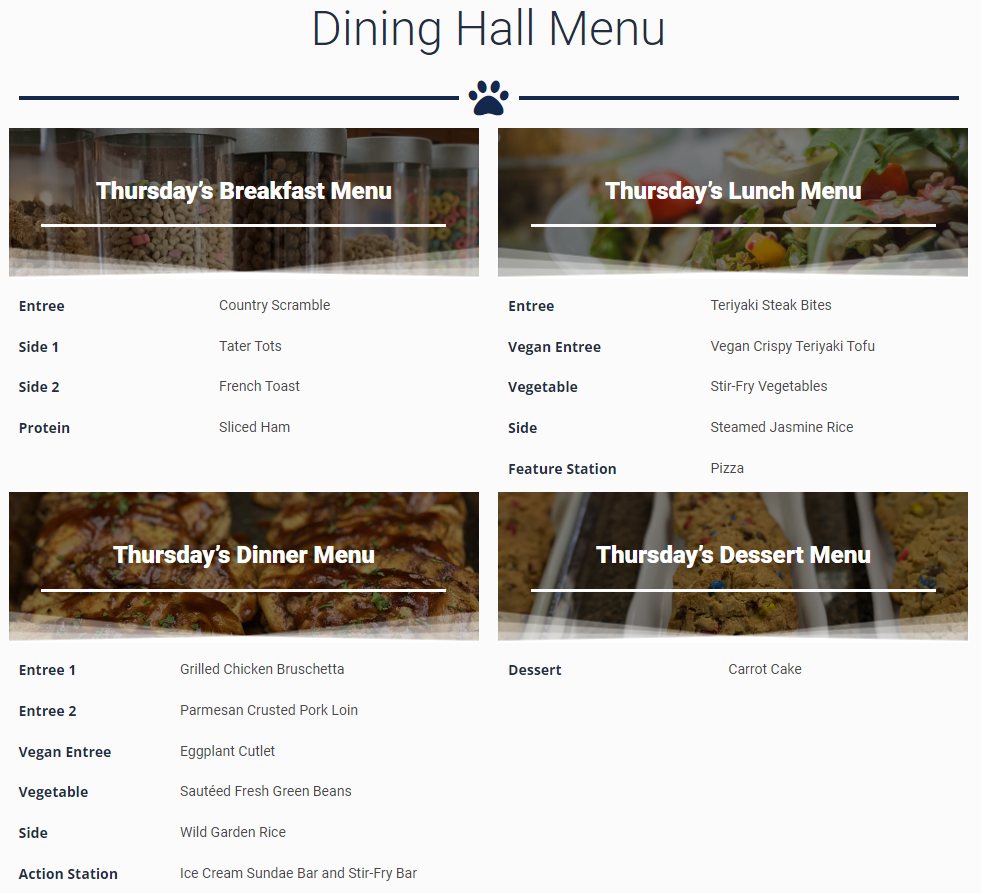 Dining Hall Menu
Thursday’s Breakfast Menu
Entree Country Scramble
Side 1 Tater Tots
Side 2 French Toast
Protein Sliced Ham
Thursday’s Lunch Menu
Entree Teriyaki Steak Bites
Vegan Entree Vegan Crispy Teriyaki Tofu
Vegetable Stir-Fry Vegetables
Side Steamed Jasmine Rice
Feature Station Pizza
Thursday’s Dinner Menu
Entree 1 Grilled Chicken Bruschetta
Entree 2 Parmesan Crusted Pork Loin
Vegan Entree Eggplant Cutlet
Vegetable Sautéed Fresh Green Beans
Side Wild Garden Rice
Action Station Ice Cream Sundae Bar and Stir-Fry Bar
Thursday’s Dessert Menu
Dessert Carrot Cake